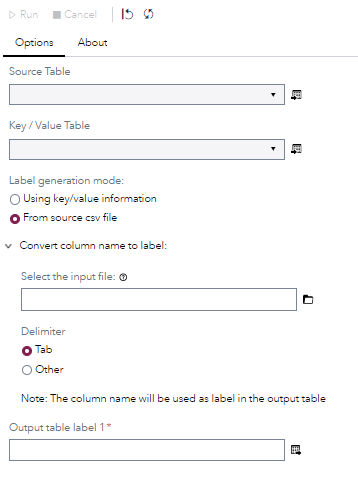 Run Cancel
Options About
Source Table
Key / Value Table
Label generation mode:
Using key/value information
From source csv file
Convert column name to label:
Select the input file:
Delimiter
Tab
Other
Note: The column name will be used as label in the output table
Output table label 1*